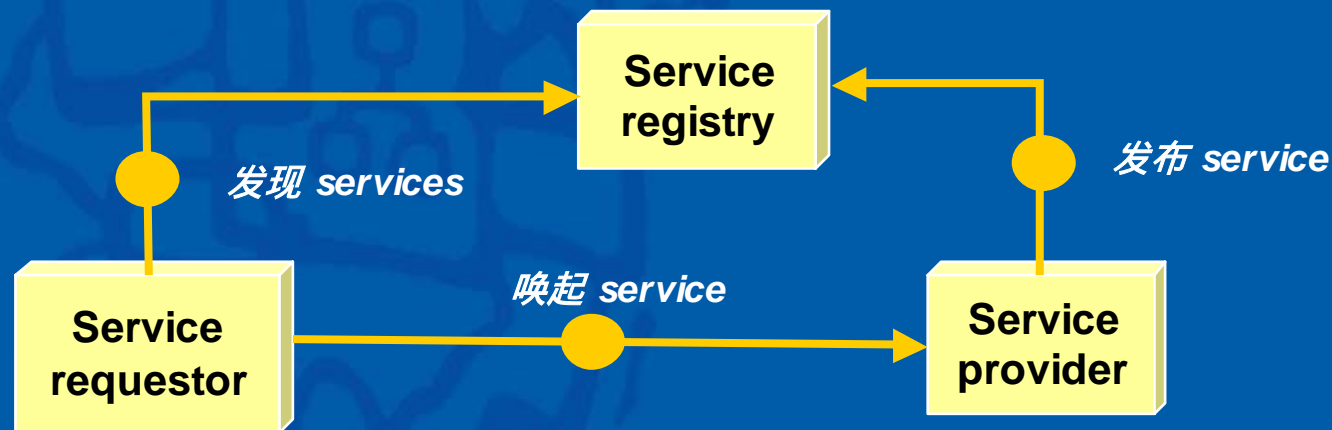 Service
registry
发现 services
发布 service
唤起 service
Service
requestor
Service
provider